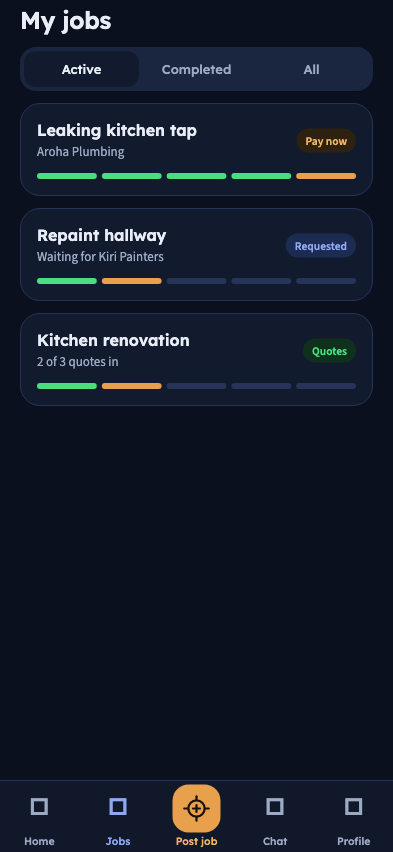 My jobs
Active
Completed
All
Leaking kitchen tap
Aroha Plumbing
Pay now
Repaint hallway
Waiting for Kiri Painters
Requested
Kitchen renovation
2 of 3 quotes in
Quotes
Home
Jobs
Post job
Chat
Profile